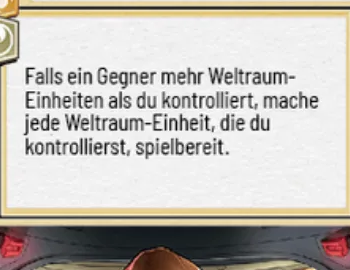 Falls ein Gegner mehr Weltraum-
Einheiten als du kontrolliert, mache
jede Weltraum-Einheit, die du
kontrollierst, spielbereit.